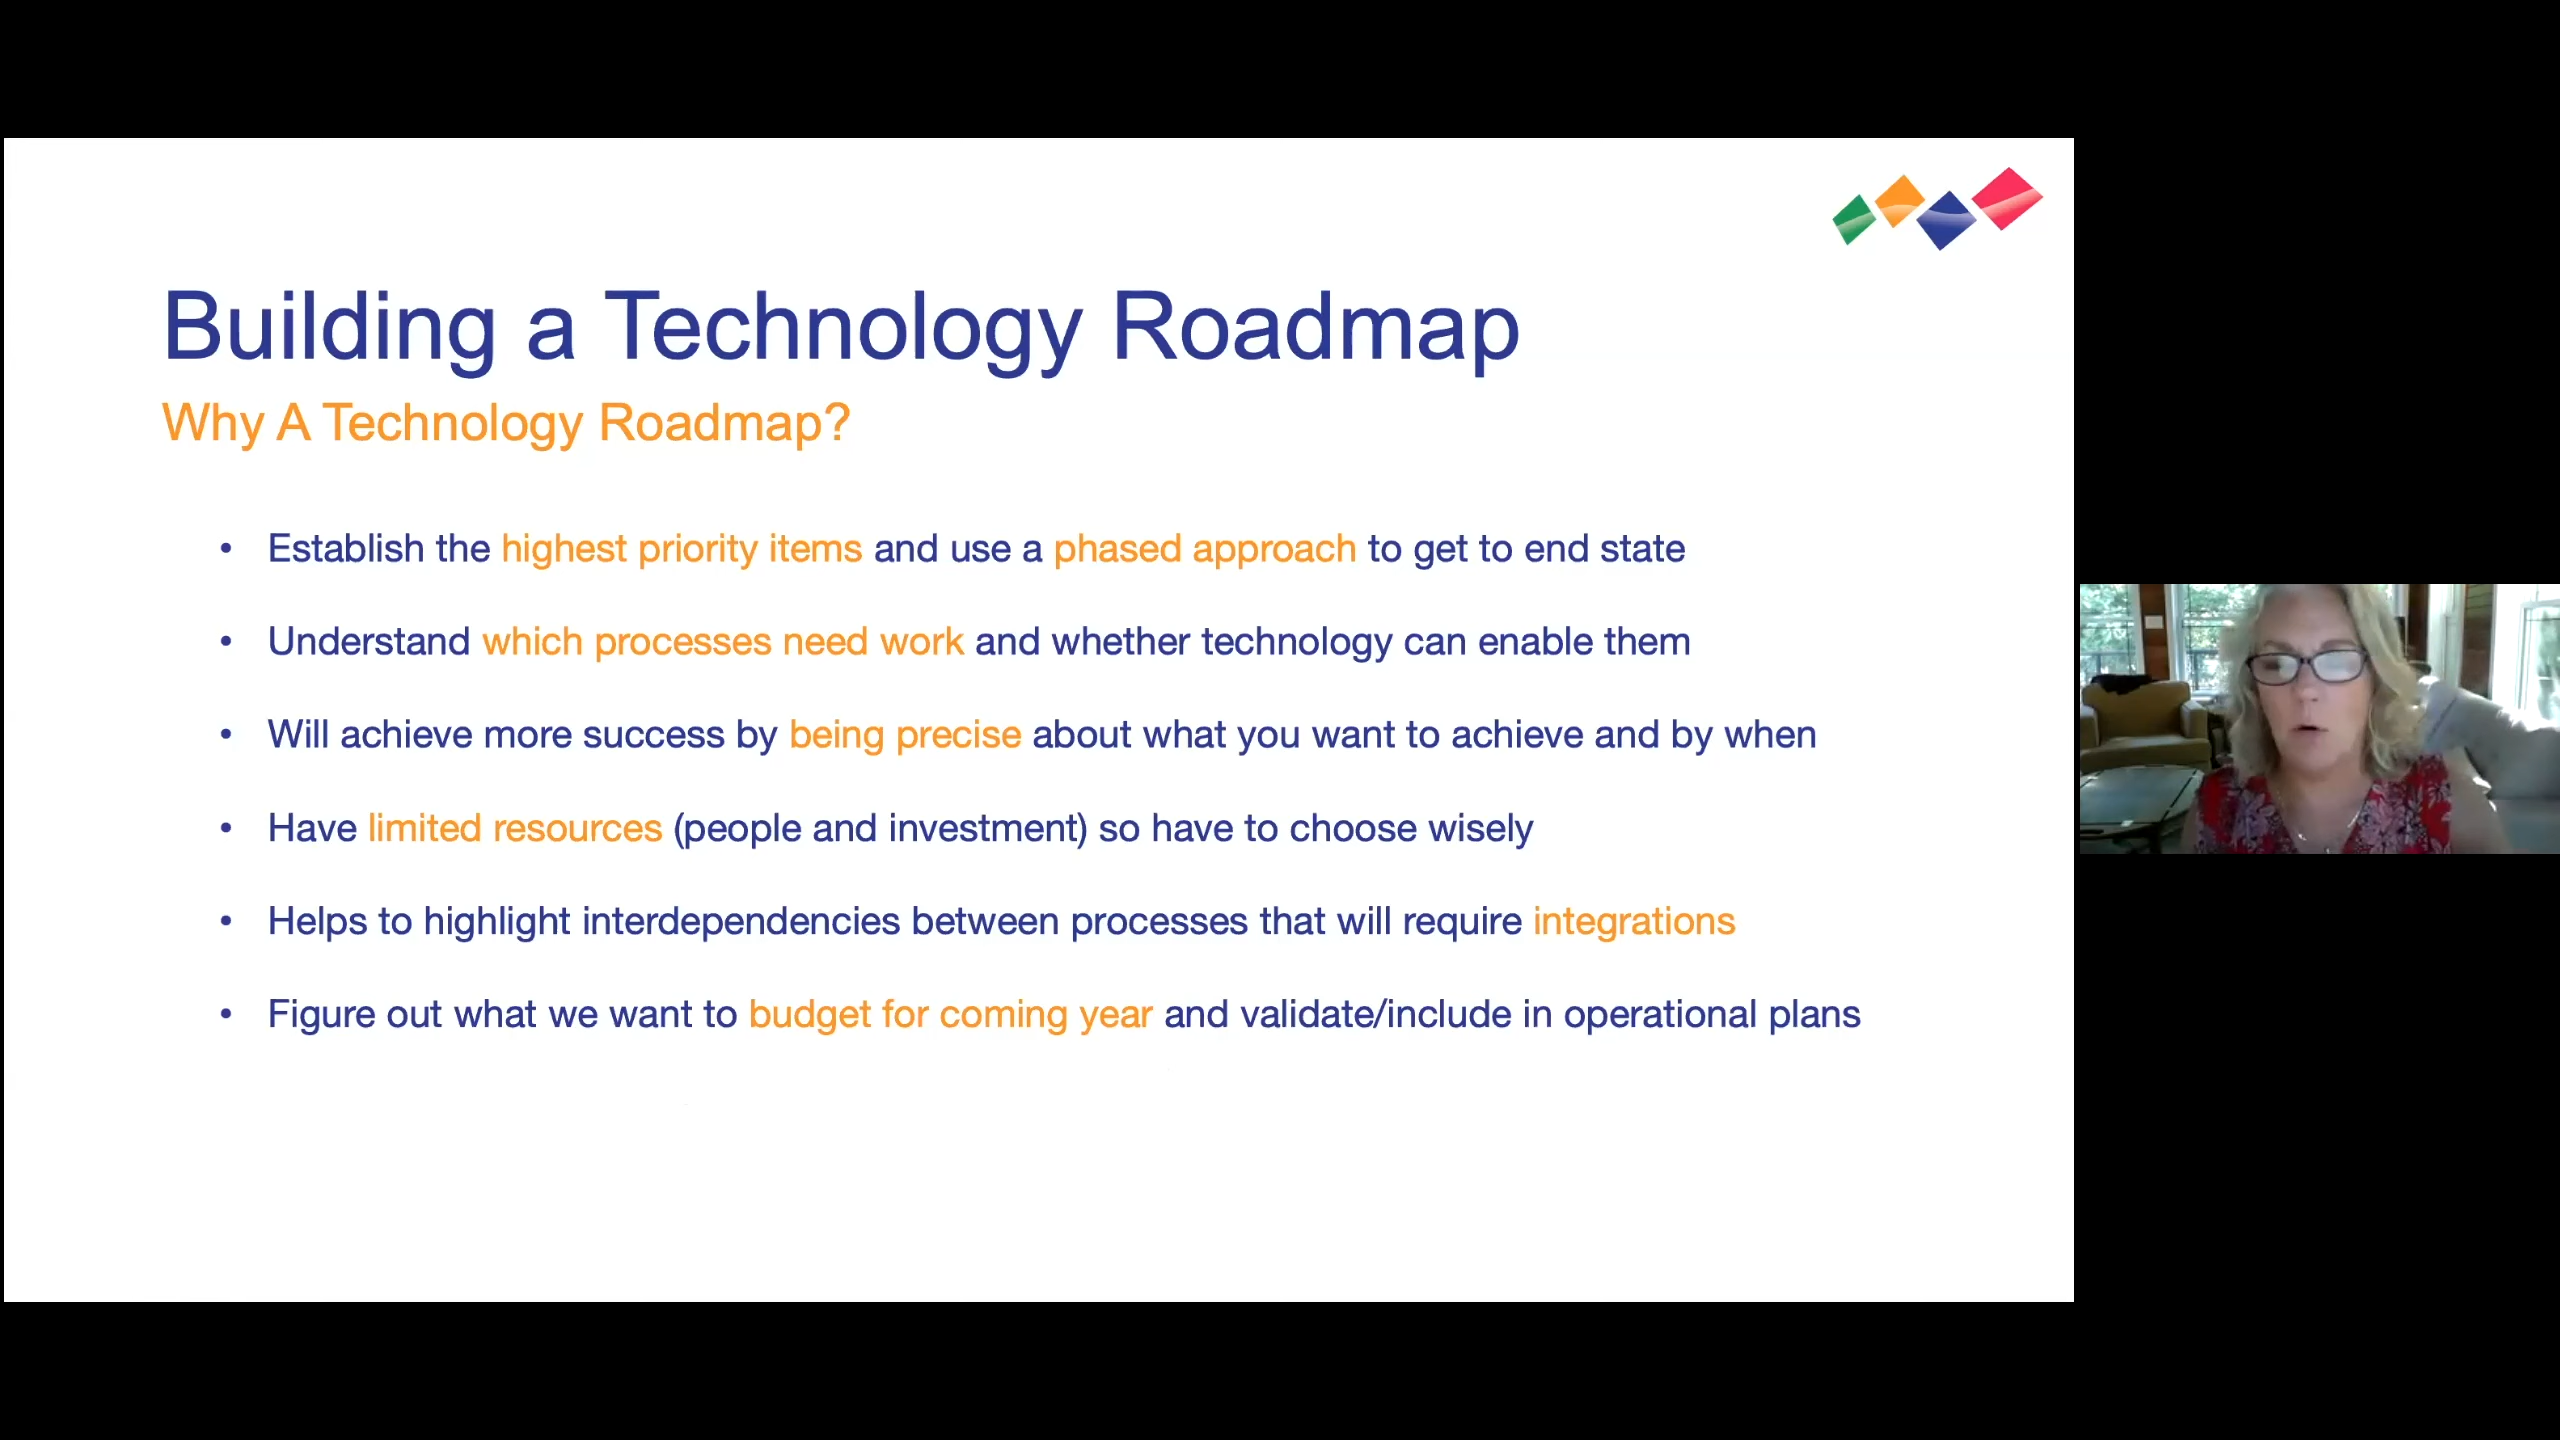 Building a Technology Roadmap
Why A Technology Roadmap?
• Establish the highest priority items and use a phased approach to get to end state
• Understand which processes need work and whether technology can enable them
• Will achieve more success by being precise about what you want to achieve and by when
• Have limited resources (people and investment) so have to choose wisely
• Helps to highlight interdependencies between processes that will require integrations
• Figure out what we want to budget for coming year and validate/include in operational plans